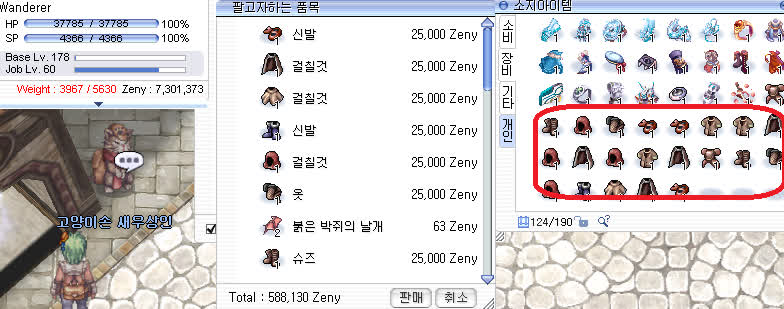 Wanderer
HP 37785 / 37785 100%
SP 4366 / 4366 100%
Base Lv. 178
Job Lv. 60
Weight : 3967 / 5630 Zeny : 7,301,373
고양이손 새우상인
팔고자하는 품목
신발 25,000 Zeny
걸칠것 25,000 Zeny
걸칠것 25,000 Zeny
신발 25,000 Zeny
걸칠것 25,000 Zeny
옷 25,000 Zeny
2 붉은 박쥐의 날개 63 Zeny
슈즈 25,000 Zeny
Total : 588,130 Zeny 판매 취소
소지아이템
소비
장비
기타
개인
124/190